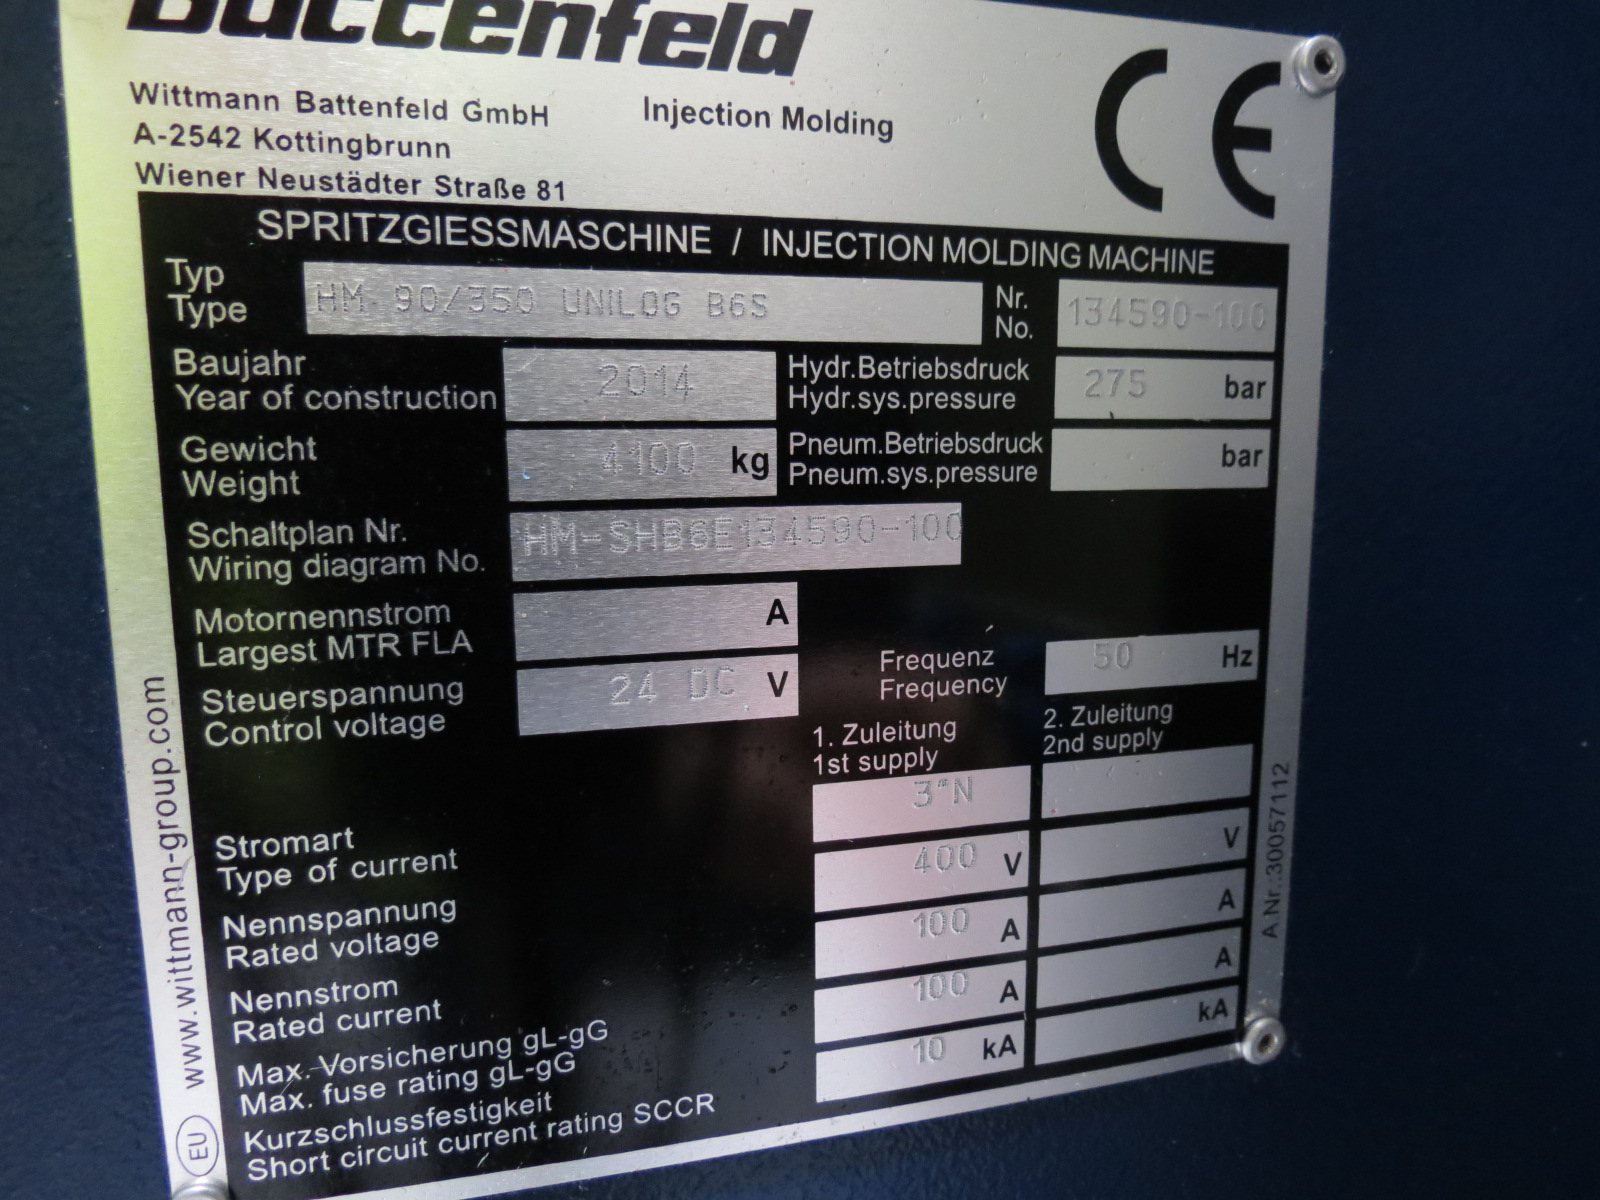 Battenfeld
Wittmann Battenfeld GmbH Injection Molding
A-2542 Kottingbrunn
Wiener Neustädter Straße 81
CE
SPRITZGIESSMASCHINE / INJECTION MOLDING MACHINE
Typ
Type
HM 90/350 UNILOG B6S
Nr.
No.
134590-100
Baujahr
Year of construction
2014
Hydr.Betriebsdruck
Hydr.sys.pressure
275 bar
Gewicht
Weight
4100 kg
Pneum.Betriebsdruck
Pneum.sys.pressure
bar
Schaltplan Nr.
Wiring diagram No.
HM-SHB6E134590-100
Motornennstrom
Largest MTR FLA
A
Steuerspannung
Control voltage
24 DC V
Frequenz
Frequency
50 Hz
1. Zuleitung
1st supply
2. Zuleitung
2nd supply
Stromart
Type of current
3~N
Nennspannung
Rated voltage
400 V
V
Nennstrom
Rated current
100 A
A
Max. Vorsicherung gL-gG
Max. fuse rating gL-gG
100 A
A
Kurzschlussfestigkeit
Short circuit current rating SCCR
10 kA
kA
EU
www.wittmann-group.com
A.Nr.:30057112